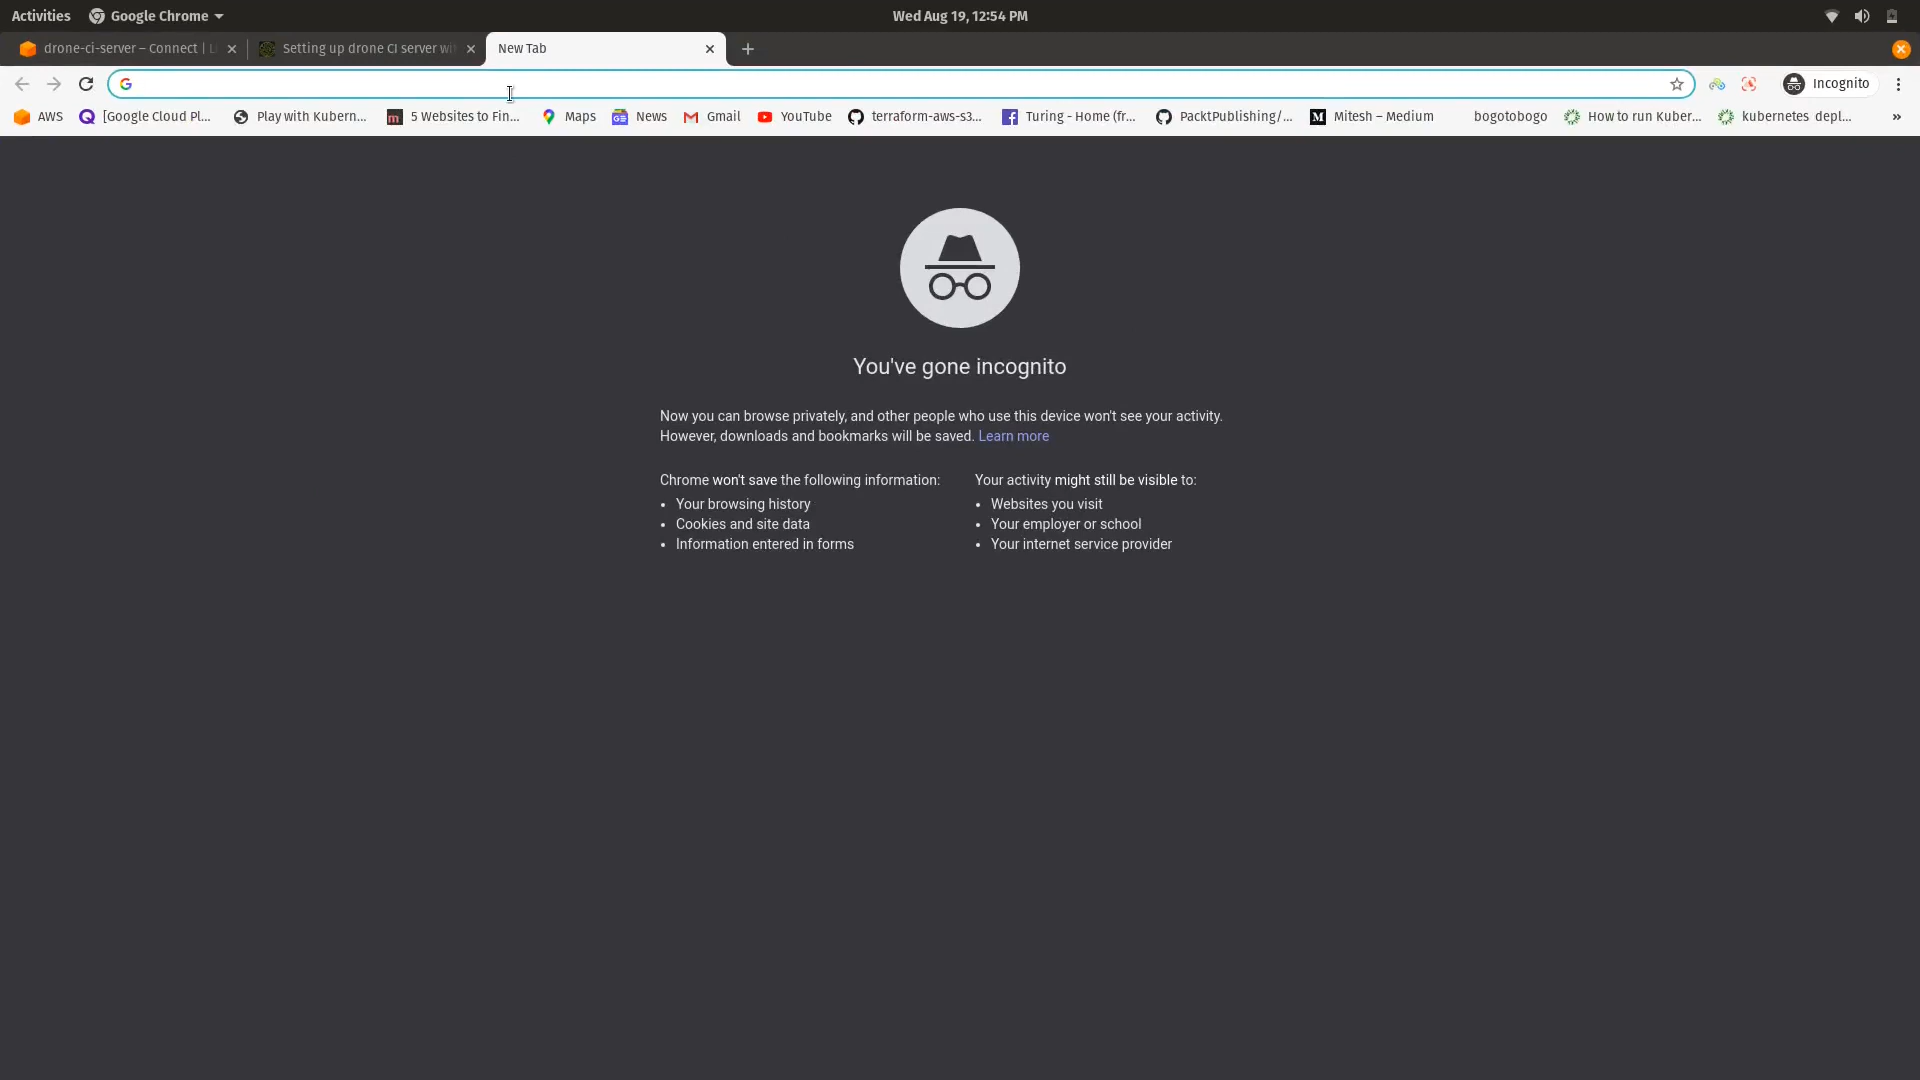 Activities Google Chrome Wed Aug 19, 12:54 PM
drone-ci-server – Connect | Setting up drone CI server New Tab
Incognito
AWS [Google Cloud Pl... Play with Kubern... 5 Websites to Fin... Maps News Gmail YouTube terraform-aws-s3... Turing - Home (fr... PacktPublishing/... Mitesh – Medium bogotobogo How to run Kuber... kubernetes depl... »
You've gone incognito
Now you can browse privately, and other people who use this device won't see your activity.
However, downloads and bookmarks will be saved. Learn more
Chrome won't save the following information:
• Your browsing history
• Cookies and site data
• Information entered in forms
Your activity might still be visible to:
• Websites you visit
• Your employer or school
• Your internet service provider